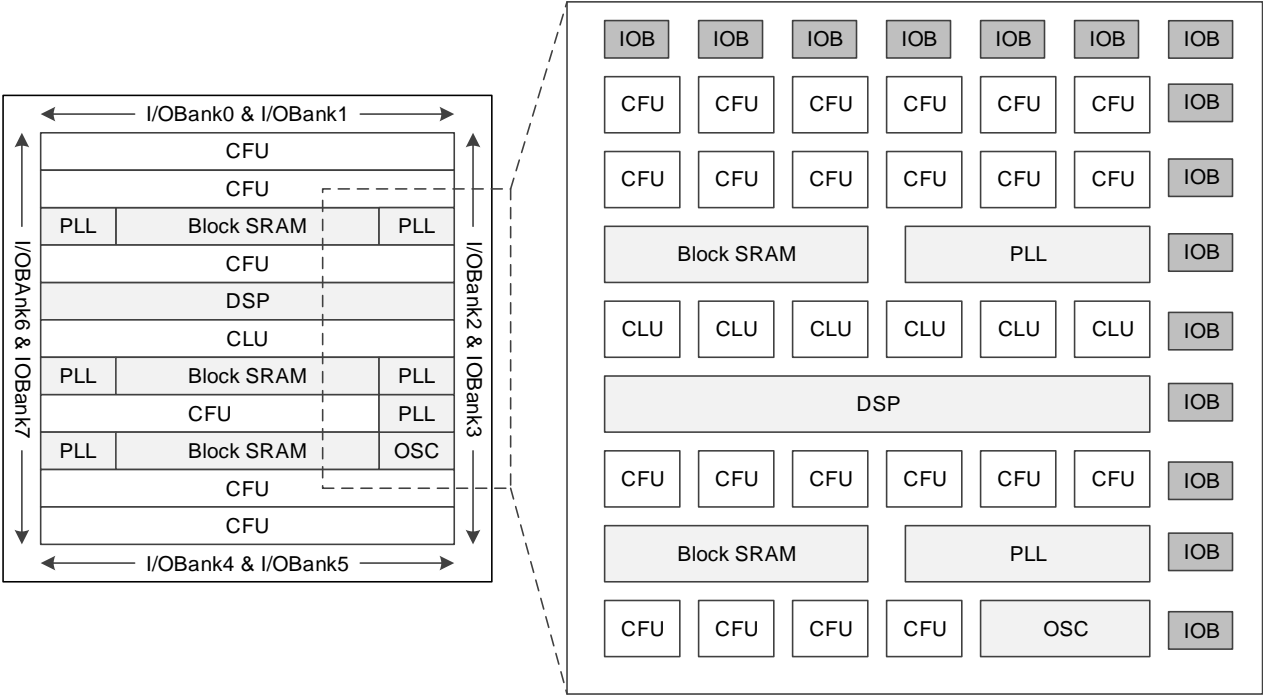 I/OBank0 & I/OBank1
CFU
CFU
PLL Block SRAM PLL
CFU
DSP
CLU
PLL Block SRAM PLL
CFU PLL
PLL Block SRAM OSC
CFU
CFU
I/OBank4 & I/OBank5
I/OBAnk6 & IOBank7
I/OBank2 & IOBank3
IOB IOB IOB IOB IOB IOB IOB
CFU CFU CFU CFU CFU CFU IOB
CFU CFU CFU CFU CFU CFU IOB
Block SRAM PLL IOB
CLU CLU CLU CLU CLU CLU IOB
DSP IOB
CFU CFU CFU CFU CFU CFU IOB
Block SRAM PLL IOB
CFU CFU CFU CFU OSC IOB